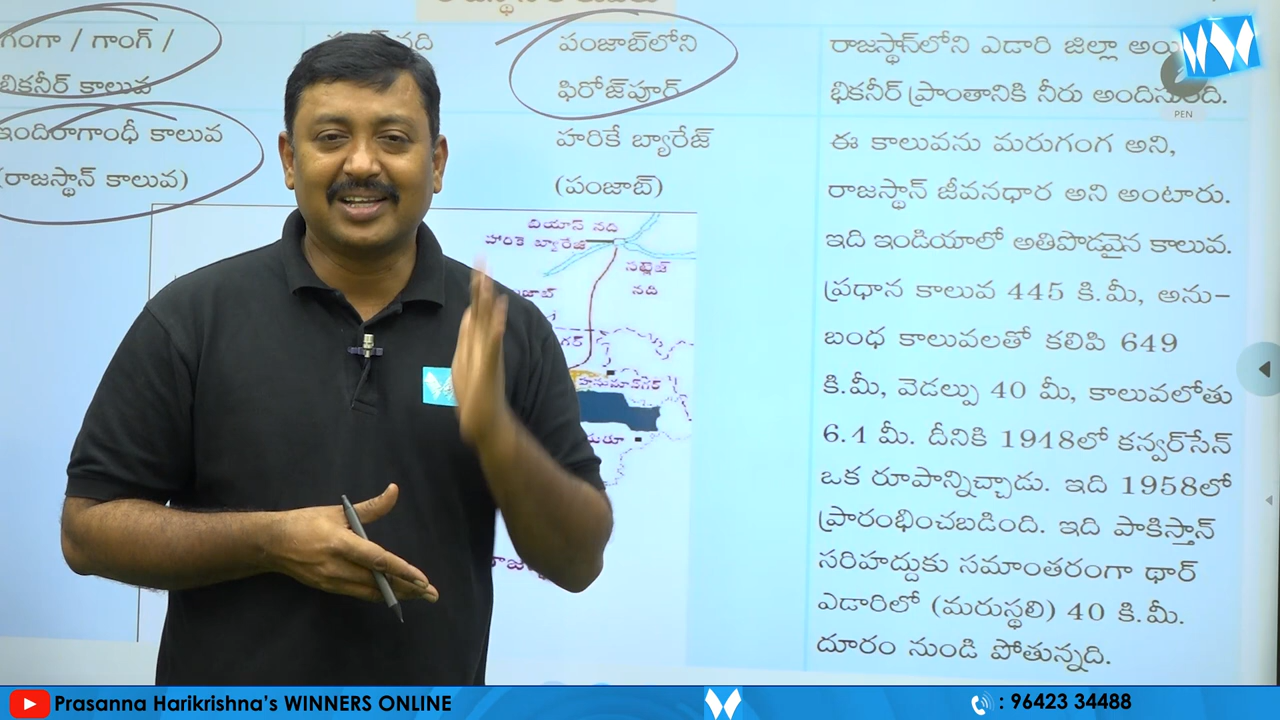 గంగా / గాంగ్ /
బికనీర్ కాలువ
పంజాబ్‌లోని
ఫిరోజ్‌పూర్
రాజస్థాన్‌లోని ఎడారి జిల్లా
భికనీర్ ప్రాంతానికి నీరు అందిస్తుంది.
PEN
ఇందిరాగాంధీ కాలువ
(రాజస్థాన్ కాలువ)
హరికే బ్యారేజ్
(పంజాబ్)
ఈ కాలువను మరుగంగ అని,
రాజస్థాన్ జీవనధార అని అంటారు.
ఇది ఇండియాలో అతిపొడవైన కాలువ.
ప్రధాన కాలువ 445 కి.మీ, అను-
బంధ కాలువలతో కలిపి 649
కి.మీ, వెడల్పు 40 మీ, కాలువలోతు
6.4 మీ. దీనికి 1948లో కన్వర్‌సేన్
ఒక రూపాన్నిచ్చాడు. ఇది 1958లో
ప్రారంభించబడింది. ఇది పాకిస్తాన్
సరిహద్దుకు సమాంతరంగా థార్
ఎడారిలో (మరుస్థలి) 40 కి.మీ.
దూరం నుండి పోతున్నది.
బియాస్ నది
హారికె బ్యారేజీ
సట్లెజ్
నది
హనుమాన్‌గర్
Prasanna Harikrishna's WINNERS ONLINE
: 96423 34488